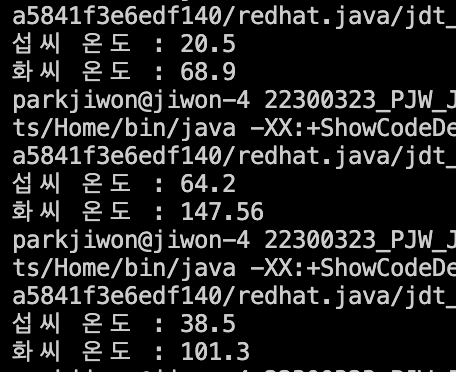 a5841f3e6edf140/redhat.java/jdt_
섭씨 온도 : 20.5
화씨 온도 : 68.9
parkjiwon@jiwon-4 22300323_PJW_J
ts/Home/bin/java -XX:+ShowCodeDe
a5841f3e6edf140/redhat.java/jdt_
섭씨 온도 : 64.2
화씨 온도 : 147.56
parkjiwon@jiwon-4 22300323_PJW_J
ts/Home/bin/java -XX:+ShowCodeDe
a5841f3e6edf140/redhat.java/jdt_
섭씨 온도 : 38.5
화씨 온도 : 101.3